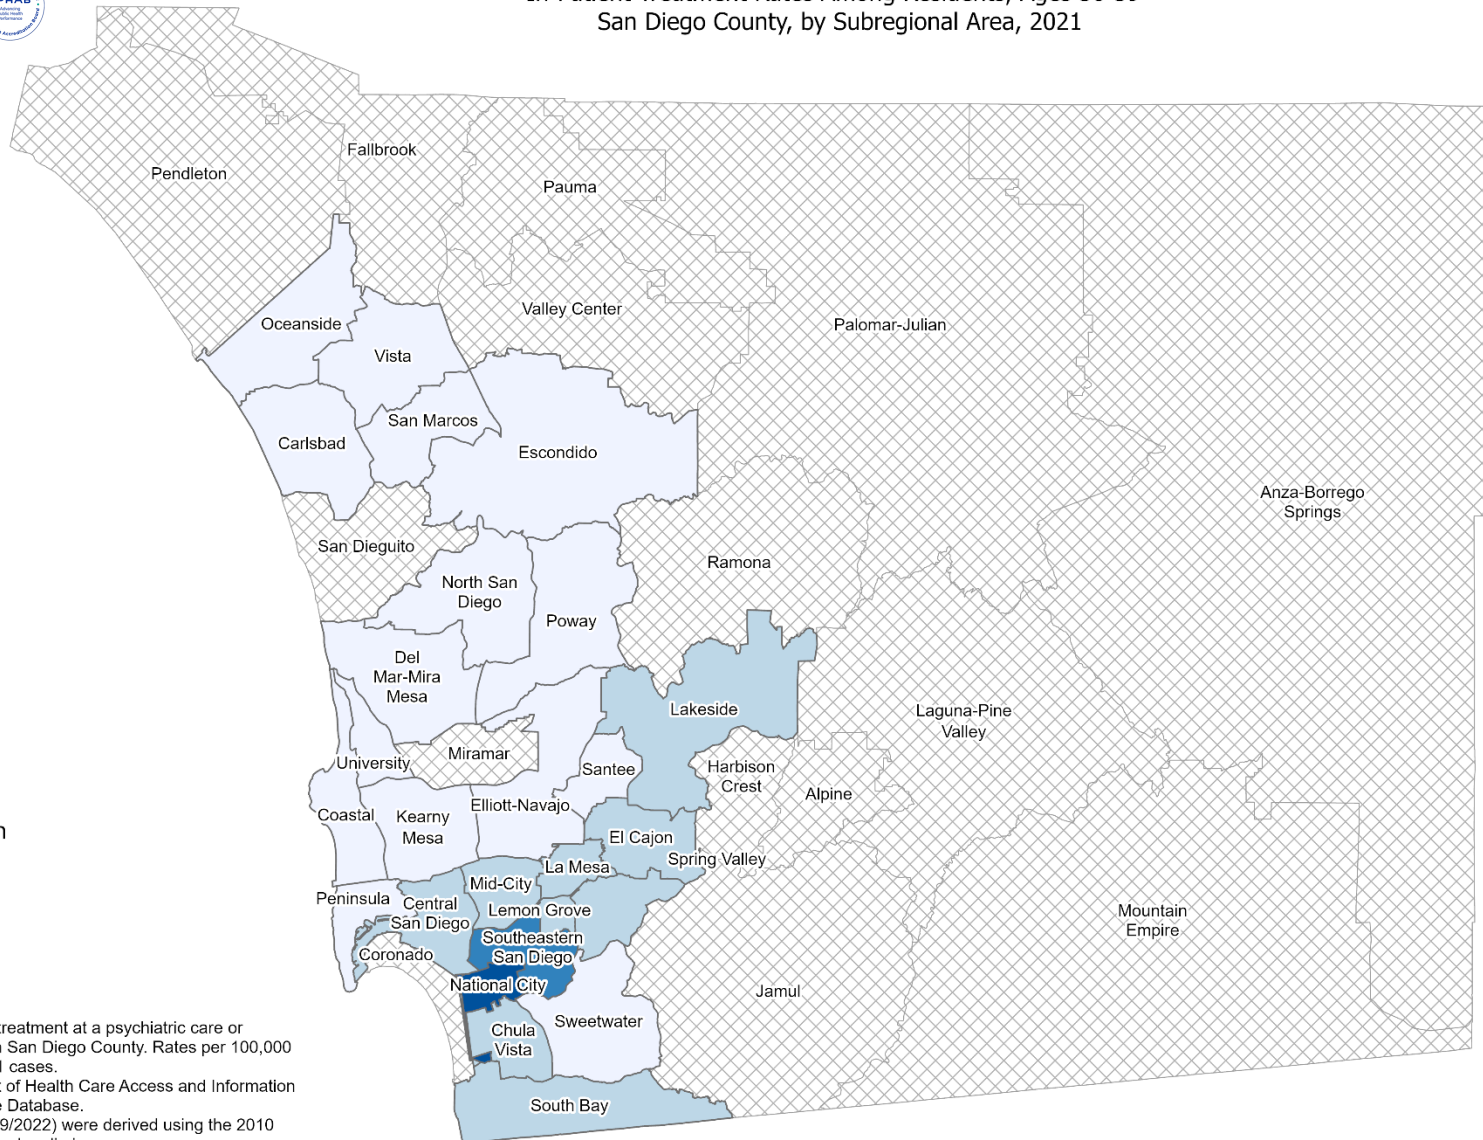 San Diego County, by Subregional Area, 2021
Fallbrook
Pendleton
Pauma
Valley Center
Oceanside
Palomar-Julian
Vista
San Marcos
Carlsbad
Escondido
Anza-Borrego
Springs
San Dieguito
Ramona
North San
Diego
Poway
Del
Mar-Mira
Mesa
Lakeside
Laguna-Pine
Valley
Miramar
University
Santee
Harbison
Crest
Alpine
Elliott-Navajo
Coastal
Kearny
Mesa
El Cajon
La Mesa
Spring Valley
Mid-City
Peninsula
Central
San Diego
Lemon Grove
Mountain
Empire
Southeastern
San Diego
Coronado
National City
Jamul
Sweetwater
Chula
Vista
South Bay
treatment at a psychiatric care or
San Diego County. Rates per 100,000
cases.
of Health Care Access and Information
Database.
9/2022) were derived using the 2010